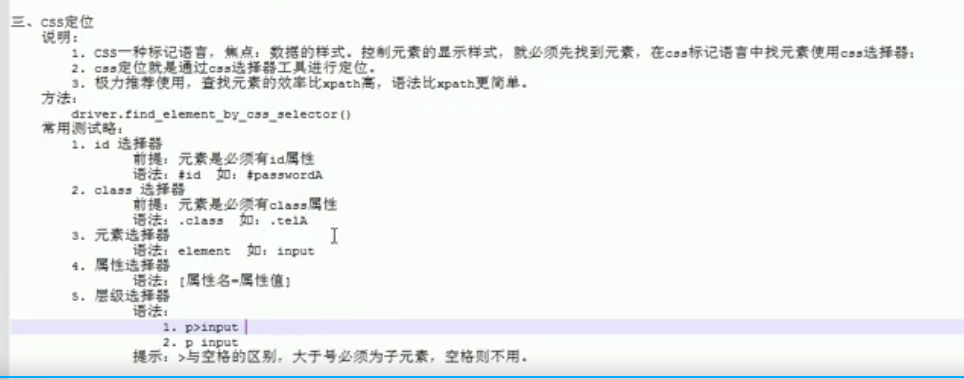 三、css定位
说明：
1. css一种标记语言，焦点：数据的样式。控制元素的显示样式，就必须先找到元素，在css标记语言中找元素使用css选择器；
2. css定位就是通过css选择器工具进行定位。
3. 极力推荐使用，查找元素的效率比xpath高，语法比xpath更简单。
方法：
driver.find_element_by_css_selector()
常用测试略：
1. id 选择器
前提：元素是必须有id属性
语法：#id 如：#passwordA
2. class 选择器
前提：元素是必须有class属性
语法：.class 如：.telA
3. 元素选择器
语法：element 如：input
4. 属性选择器
语法：[属性名=属性值]
5. 层级选择器
语法：
1. p>input
2. p input
提示：>与空格的区别，大于号必须为子元素，空格则不用。